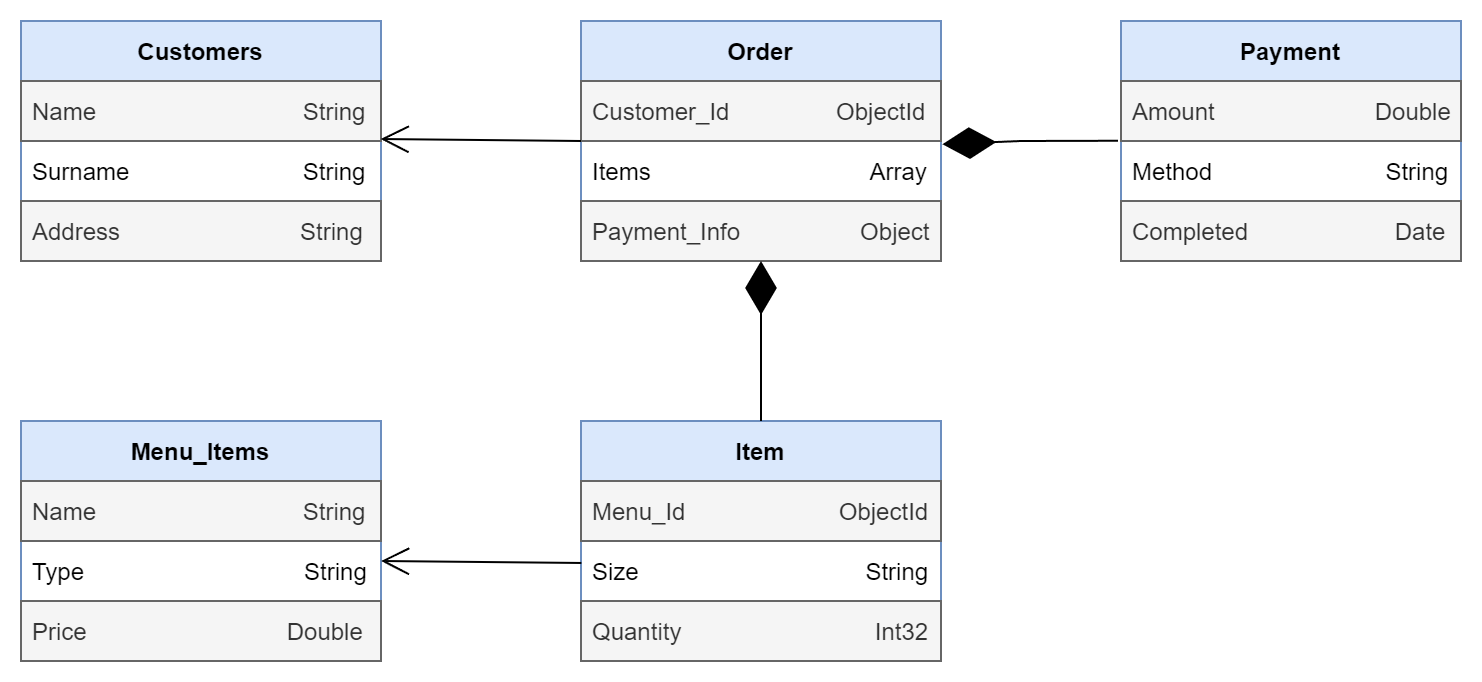 Customers
Name String
Surname String
Address String
Order
Customer_Id ObjectId
Items Array
Payment_Info Object
Payment
Amount Double
Method String
Completed Date
Menu_Items
Name String
Type String
Price Double
Item
Menu_Id ObjectId
Size String
Quantity Int32